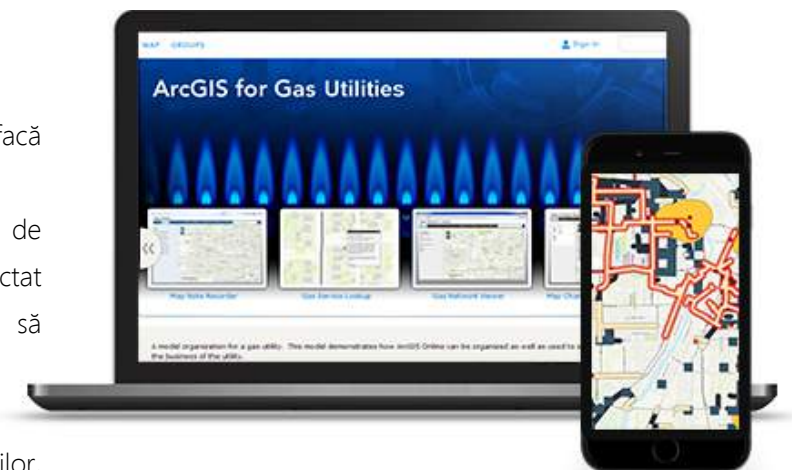 MAP GROUPS
Sign In
ArcGIS for Gas Utilities
Map Note Recorder
Gas Service Lookup
Gas Network Viewer
Map
A model organization for a gas utility. This model demonstrates how ArcGIS Online can be organized as well an used to
the business of the utility.
facă
de
ctat
să
ilor